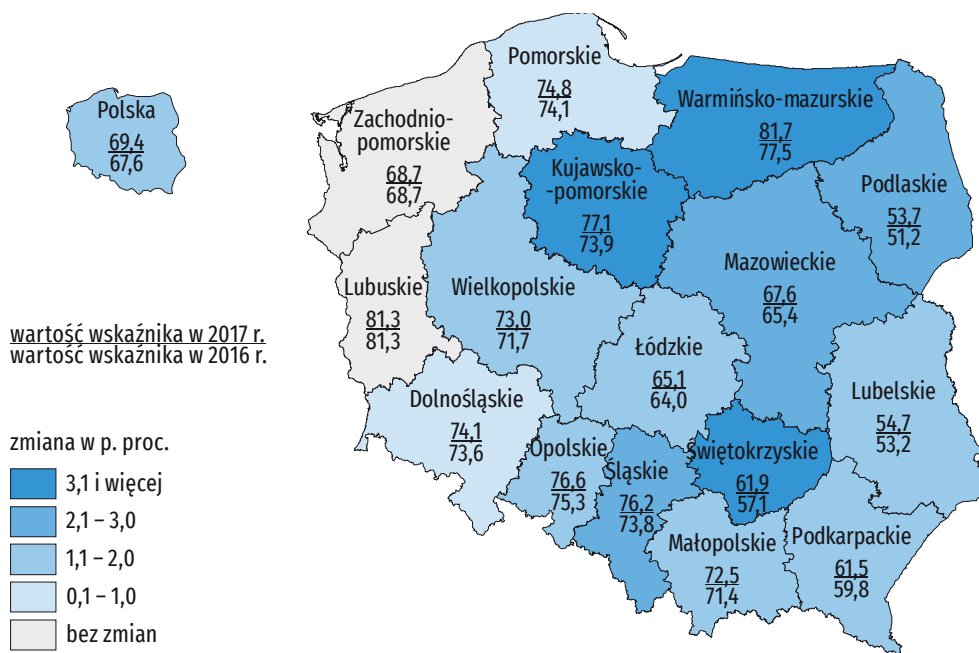 Polska
69,4
67,6
wartość wskaźnika w 2017 r.
wartość wskaźnika w 2016 r.
zmiana w p. proc.
3,1 i więcej
2,1 – 3,0
1,1 – 2,0
0,1 – 1,0
bez zmian
Pomorskie
74,8
74,1
Zachodnio-
pomorskie
68,7
68,7
Warmińsko-mazurskie
81,7
77,5
Kujawsko-
-pomorskie
77,1
73,9
Podlaskie
53,7
51,2
Mazowieckie
67,6
65,4
Lubuskie
81,3
81,3
Wielkopolskie
73,0
71,7
Łódzkie
65,1
64,0
Lubelskie
54,7
53,2
Dolnośląskie
74,1
73,6
Opolskie
76,6
75,3
Śląskie
76,2
73,8
Świętokrzyskie
61,9
57,1
Małopolskie
72,5
71,4
Podkarpackie
61,5
59,8